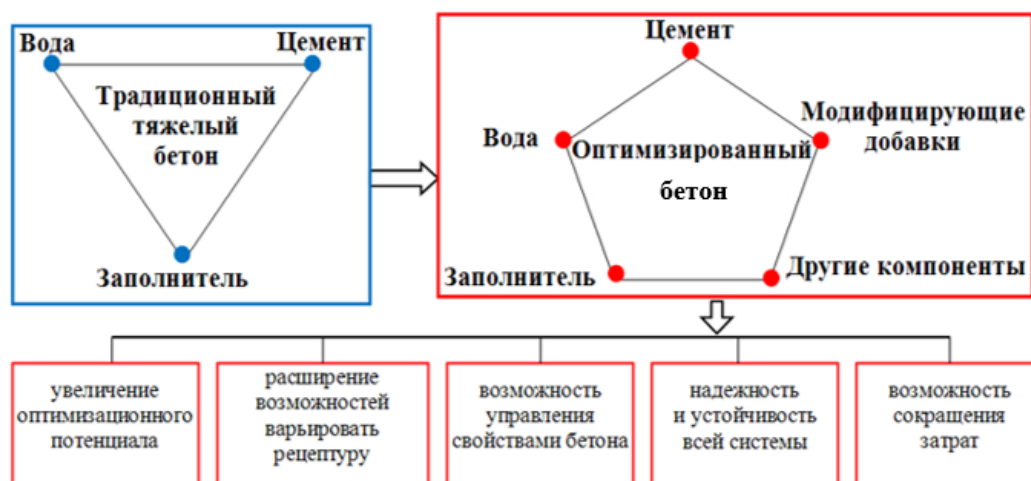 Вода
Цемент
Традиционный
тяжелый
бетон
Заполнитель
Цемент
Модифицирующие
добавки
Вода
Оптимизированный
бетон
Заполнитель
Другие компоненты
увеличение
оптимизационного
потенциала
расширение
возможностей
варьировать
рецептуру
возможность
управления
свойствами бетона
надежность
и устойчивость
всей системы
возможность
сокращения
затрат